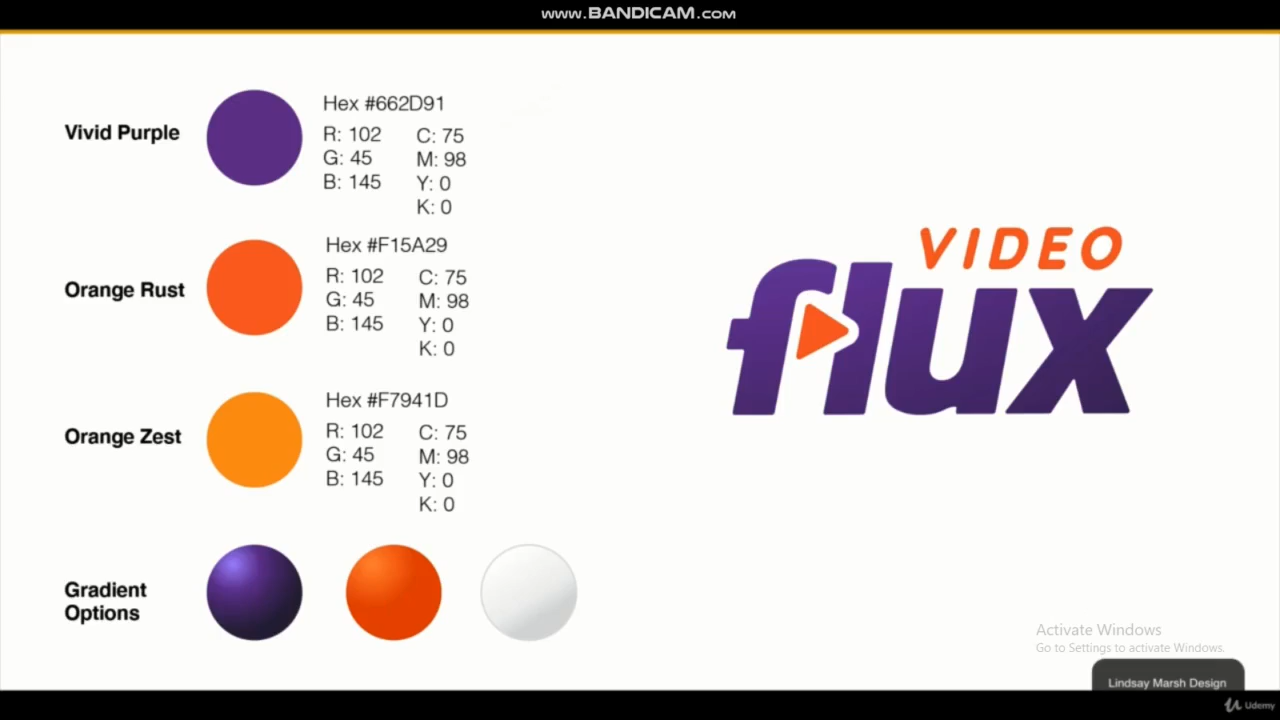 www.BANDICAM.com
Vivid Purple
Hex #662D91
R: 102 C: 75
G: 45 M: 98
B: 145 Y: 0
K: 0
Orange Rust
Hex #F15A29
R: 102 C: 75
G: 45 M: 98
B: 145 Y: 0
K: 0
Orange Zest
Hex #F7941D
R: 102 C: 75
G: 45 M: 98
B: 145 Y: 0
K: 0
Gradient
Options
VIDEO
flux
Activate Windows
Go to Settings to activate Windows.
Lindsay Marsh Design
Udemy